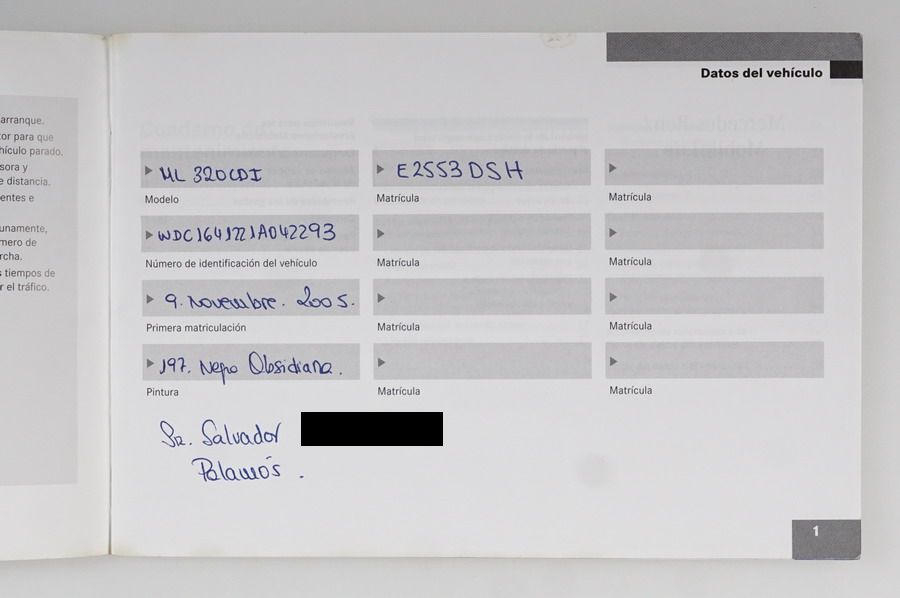 arranque.
tor para que
hículo parado.
sora y
e distancia.
entes e
unamente,
mero de
rcha.
s tiempos de
r el tráfico.
Datos del vehículo
ML 320CDI
Modelo
E2553DSH
Matrícula
Matrícula
WDC1641221A042293
Número de identificación del vehículo
Matrícula
Matrícula
9. Novembre. 2005.
Primera matriculación
Matrícula
Matrícula
197. Negro Obsidiana.
Pintura
Matrícula
Matrícula
Sr. Salvador
Palamós.
1